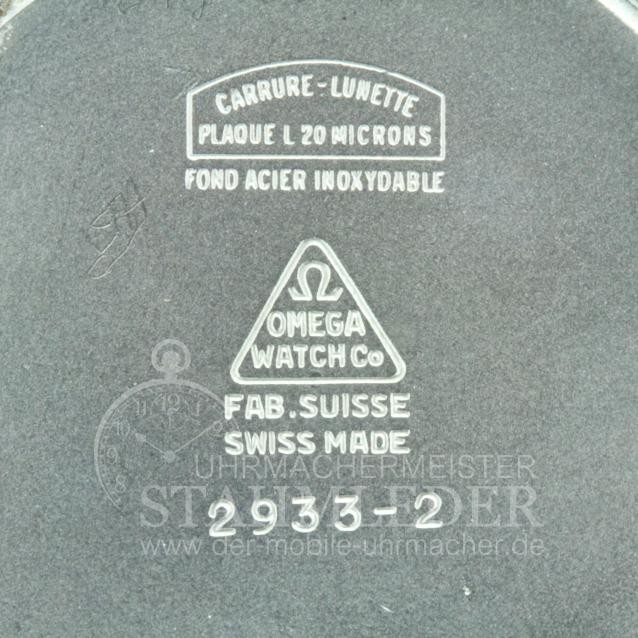 CARRURE-LUNETTE
PLAQUE L 20 MICRONS
FOND ACIER INOXYDABLE
Ω
OMEGA
WATCH Co
FAB. SUISSE
SWISS MADE
UHRMACHERMEISTER
STAHMLEDER
2933-2
www.der-mobile-uhrmacher.de